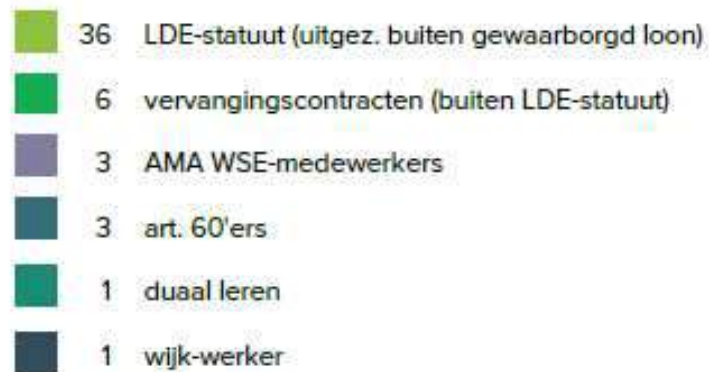 36 LDE-statuut (uitgez. buiten gewaarborgd loon)
6 vervangingscontracten (buiten LDE-statuut)
3 AMA WSE-medewerkers
3 art. 60'ers
1 duaal leren
1 wijk-werker